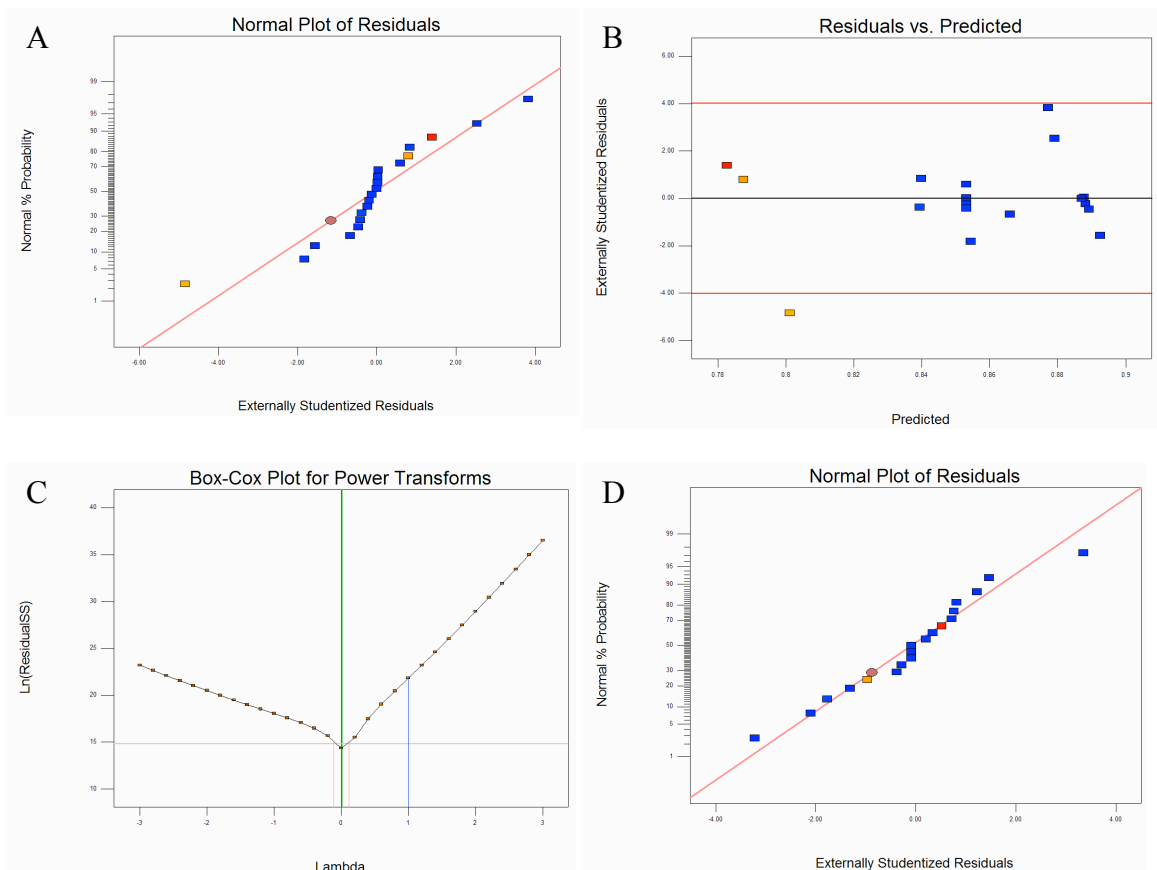 A
Normal Plot of Residuals
Normal % Probability
99
95
90
80
70
50
30
20
10
5
1
-6.00 -4.00 -2.00 0.00 2.00 4.00
Externally Studentized Residuals
B
Residuals vs. Predicted
Externally Studentized Residuals
6.00
4.00
2.00
0.00
-2.00
-4.00
-6.00
0.78 0.8 0.82 0.84 0.86 0.88 0.9
Predicted
C
Box-Cox Plot for Power Transforms
Ln(ResidualSS)
40
35
30
25
20
15
10
-3 -2 -1 0 1 2 3
Lambda
D
Normal Plot of Residuals
Normal % Probability
99
95
90
80
70
50
30
20
10
5
1
-4.00 -2.00 0.00 2.00 4.00
Externally Studentized Residuals